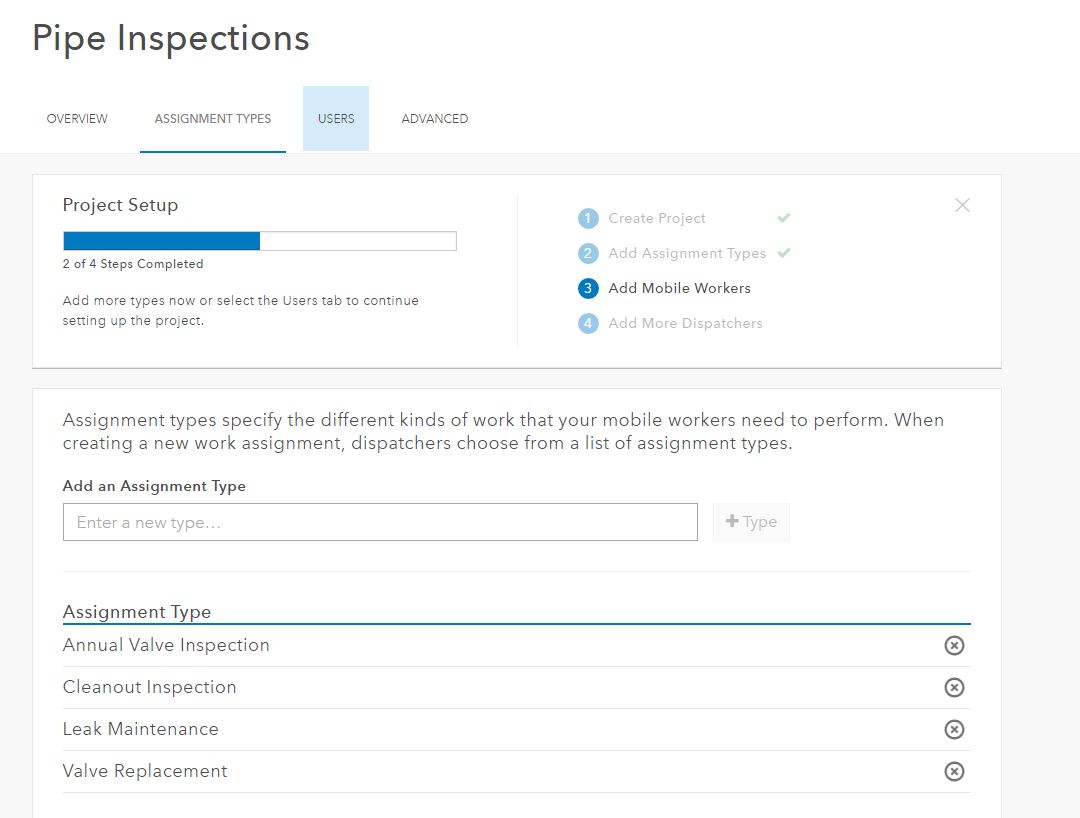 Pipe Inspections
OVERVIEW
ASSIGNMENT TYPES
USERS
ADVANCED
Project Setup
2 of 4 Steps Completed
Add more types now or select the Users tab to continue
setting up the project.
1 Create Project
2 Add Assignment Types
3 Add Mobile Workers
4 Add More Dispatchers
Assignment types specify the different kinds of work that your mobile workers need to perform. When
creating a new work assignment, dispatchers choose from a list of assignment types.
Add an Assignment Type
Enter a new type...
+ Type
Assignment Type
Annual Valve Inspection
Cleanout Inspection
Leak Maintenance
Valve Replacement